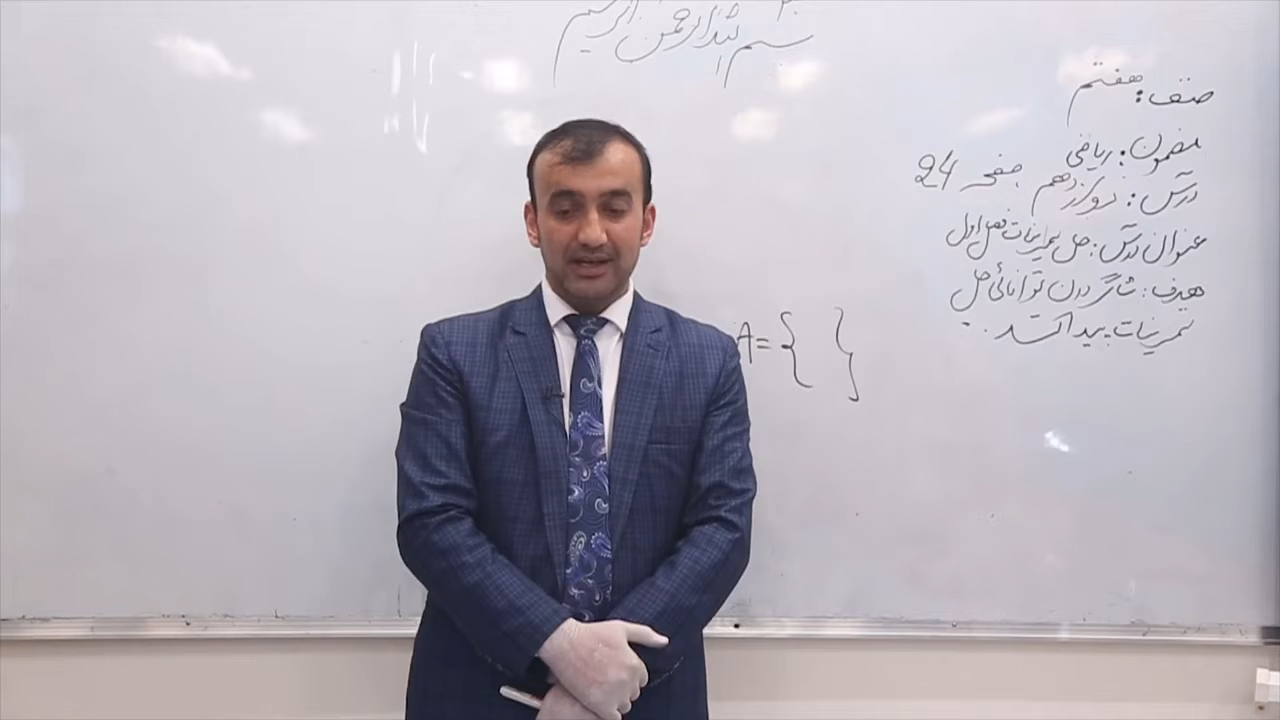 بسم الله الرحمن الرحیم
صنف: هفتم
مضمون: ریاضی
درس: دوازدهم صفحه 24
عنوان درس: حل تمرینات فصل اول
هدف: شاگردن توانائی حل
تمرینات پیدا کنند...
A = { }